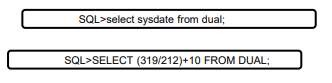 SQL>select sysdate from dual;
SQL>SELECT (319/212)+10 FROM DUAL;